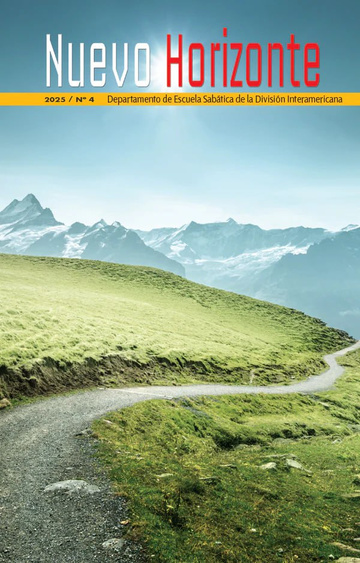 Nuevo Horizonte
2025 / Nº 4 Departamento de Escuela Sabática de la División Interamericana